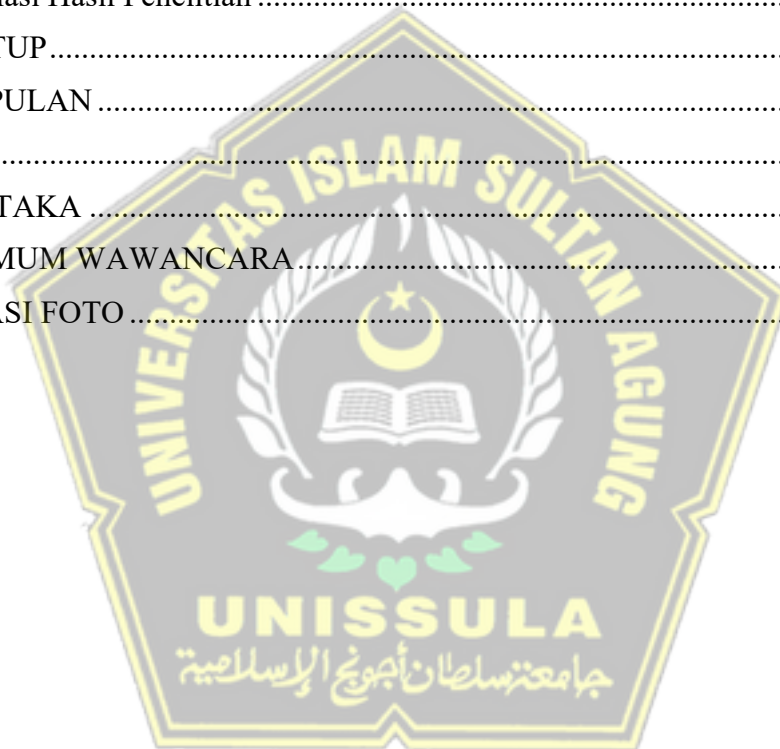 asi Hasil Penelitian ........................................................................
TUP........................................................................
PULAN ........................................................................
........................................................................
TAKA ........................................................................
MUM WAWANCARA ........................................................................
ASI FOTO ........................................................................
UNIVERSITAS ISLAM SULTAN AGUNG
UNISSULA
جامعة سلطان أجونج الإسلامية